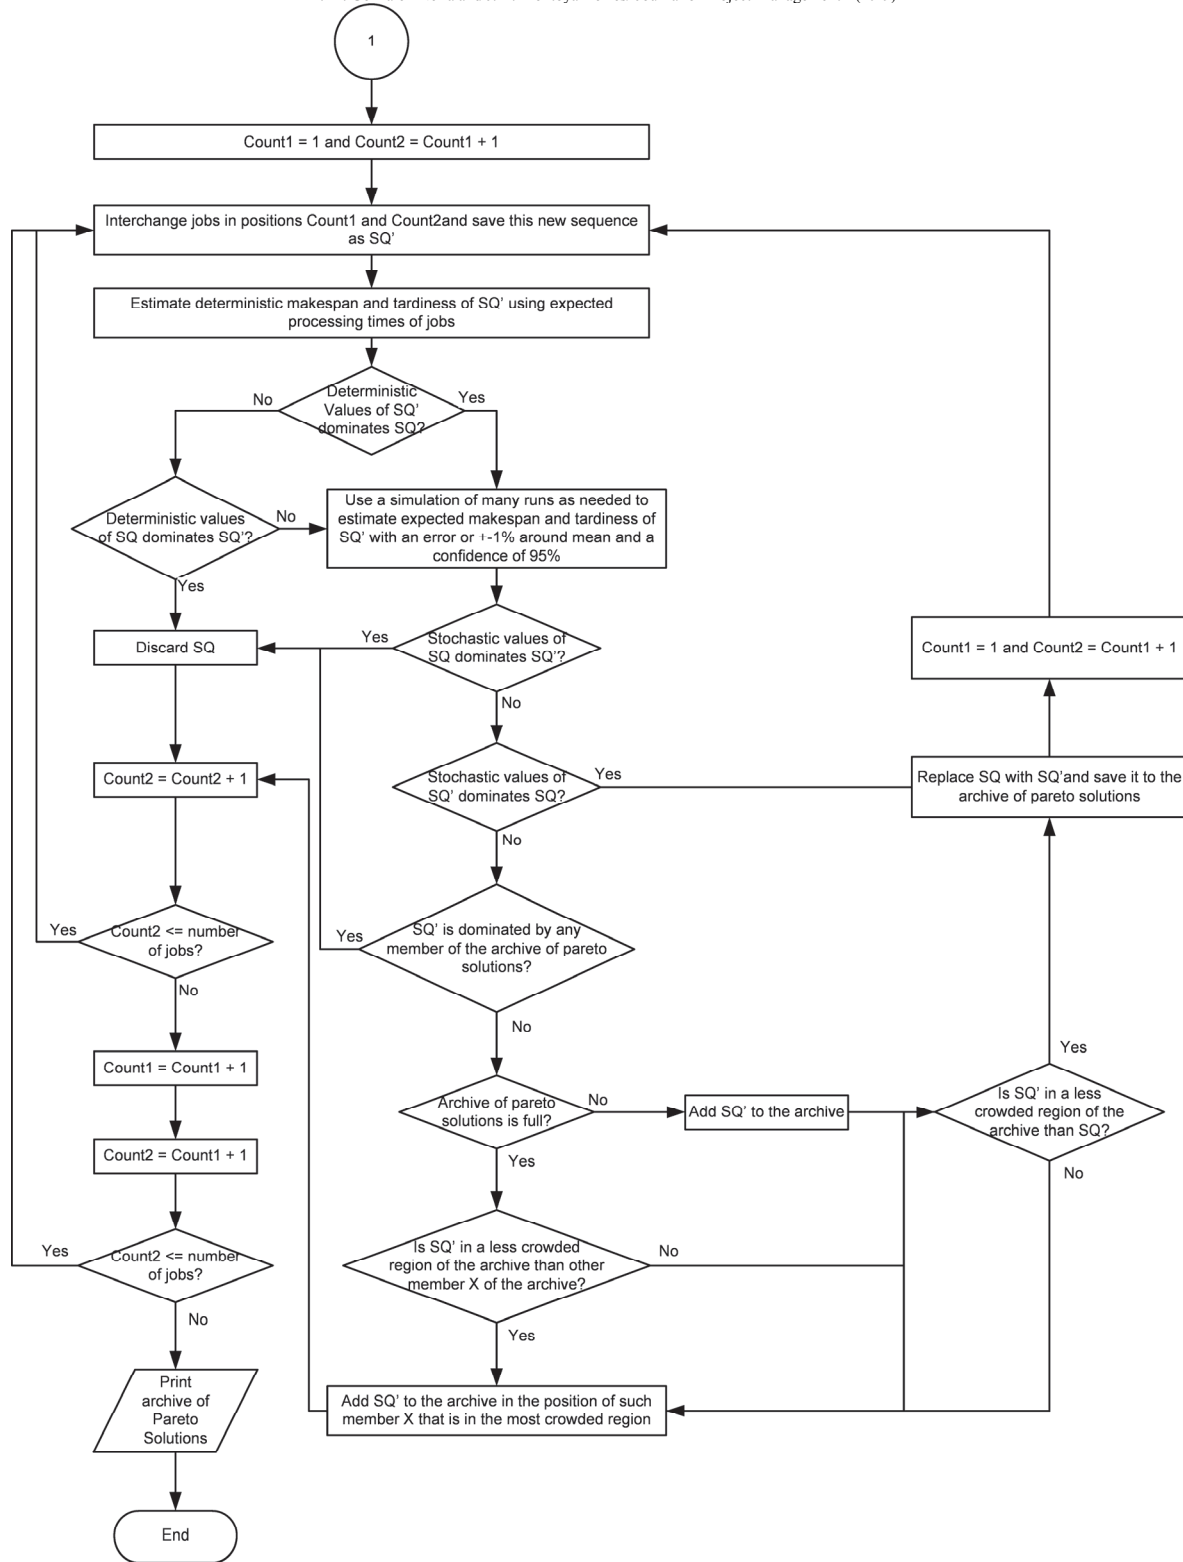 1
Count1 = 1 and Count2 = Count1 + 1
Interchange jobs in positions Count1 and Count2and save this new sequence
as SQ’
Estimate deterministic makespan and tardiness of SQ’ using expected
processing times of jobs
Deterministic
Values of SQ’
dominates SQ?
No
Yes
Deterministic values
of SQ dominates SQ’?
No
Yes
Use a simulation of many runs as needed to
estimate expected makespan and tardiness of
SQ’ with an error or +-1% around mean and a
confidence of 95%
Discard SQ
Yes
Stochastic values of
SQ dominates SQ’?
No
Count1 = 1 and Count2 = Count1 + 1
Count2 = Count2 + 1
Stochastic values of
SQ’ dominates SQ?
Yes
No
Replace SQ with SQ’and save it to the
archive of pareto solutions
Yes
Count2 <= number
of jobs?
No
Yes
SQ’ is dominated by any
member of the archive of pareto
solutions?
No
Count1 = Count1 + 1
Archive of pareto
solutions is full?
No
Yes
Add SQ’ to the archive
Yes
Is SQ’ in a less
crowded region of the
archive than SQ?
No
Count2 = Count1 + 1
Yes
Count2 <= number
of jobs?
No
Is SQ’ in a less crowded
region of the archive than other
member X of the archive?
No
Yes
Print
archive of
Pareto
Solutions
Add SQ’ to the archive in the position of such
member X that is in the most crowded region
End